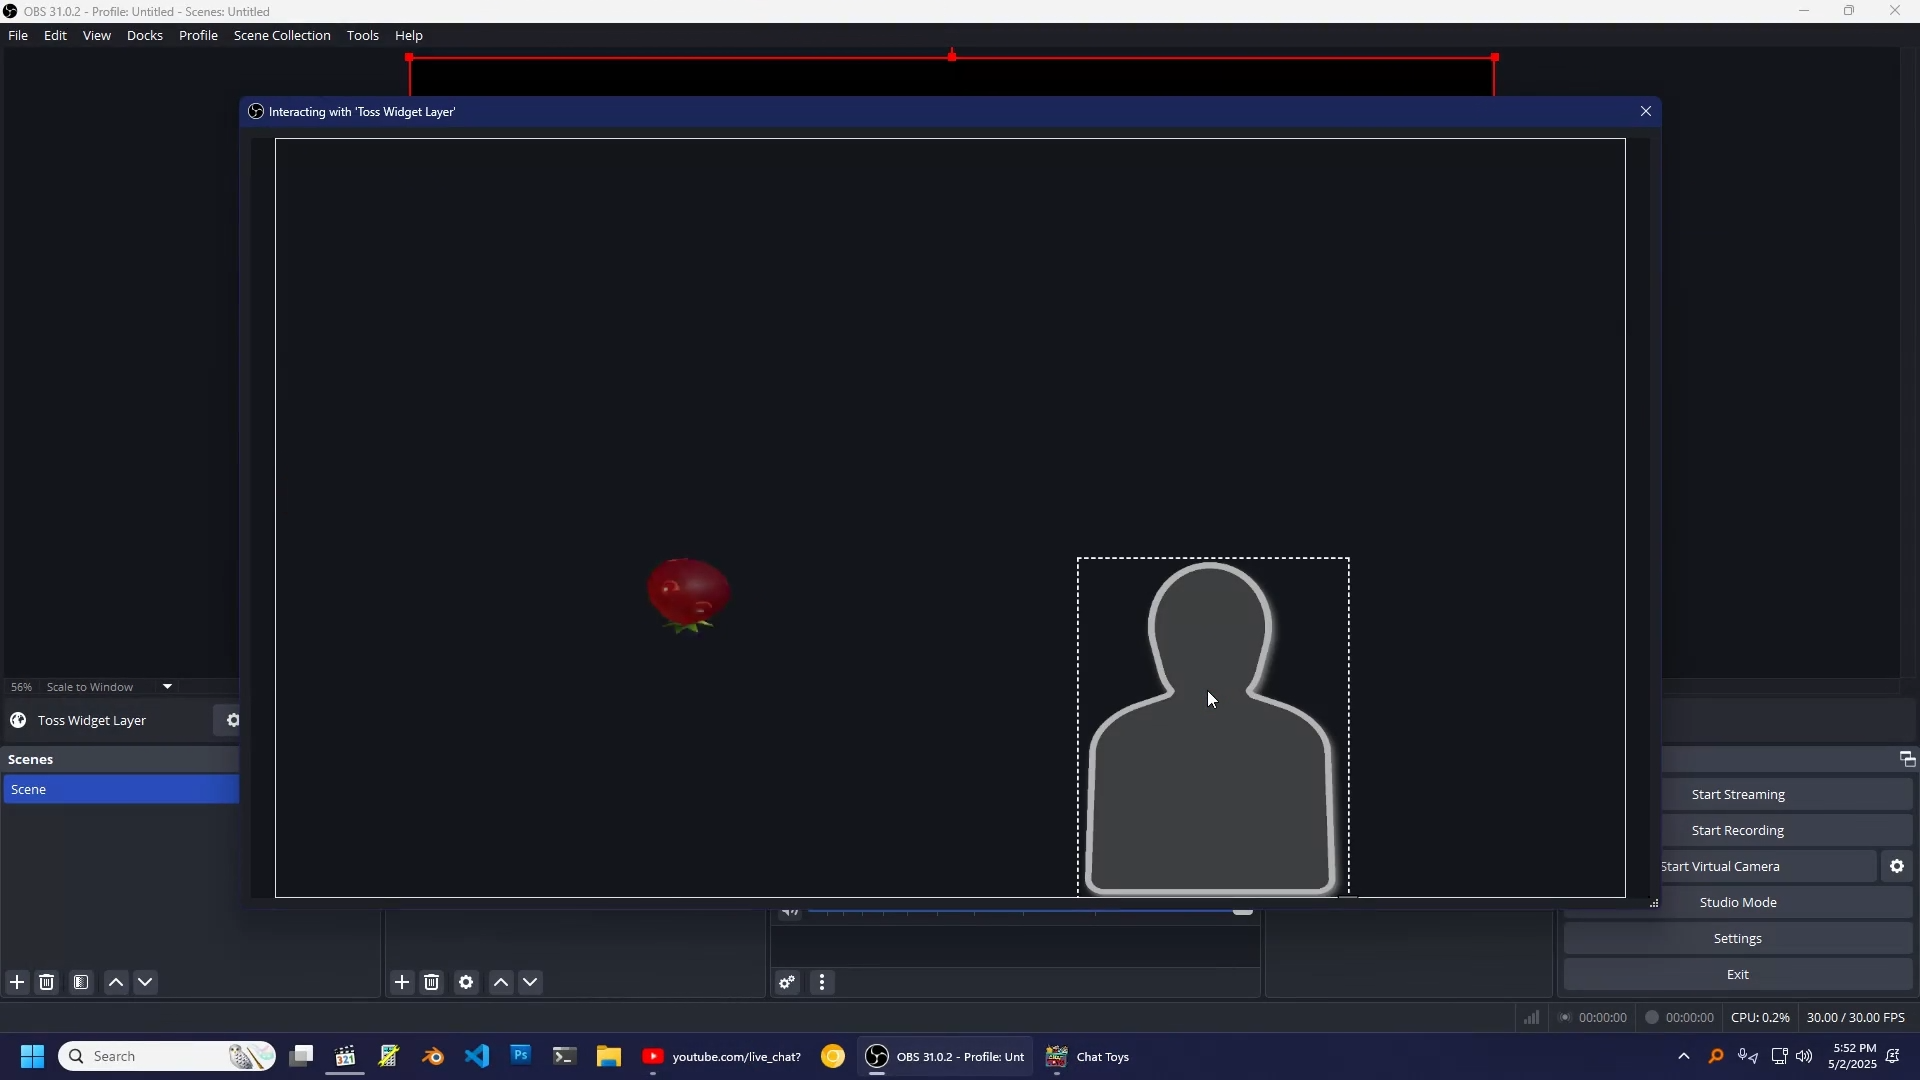 OBS 31.0.2 - Profile: Untitled - Scenes: Untitled
File Edit View Docks Profile Scene Collection Tools Help
Interacting with 'Toss Widget Layer'
56% Scale to Window
Toss Widget Layer
Scenes
Scene
Start Streaming
Start Recording
Start Virtual Camera
Studio Mode
Settings
Exit
00:00:00 00:00:00 CPU: 0.2% 30.00 / 30.00 FPS
Search
321
Ps
youtube.com/live_chat?
OBS 31.0.2 - Profile: Unt
Chat Toys
5:52 PM
5/2/2025